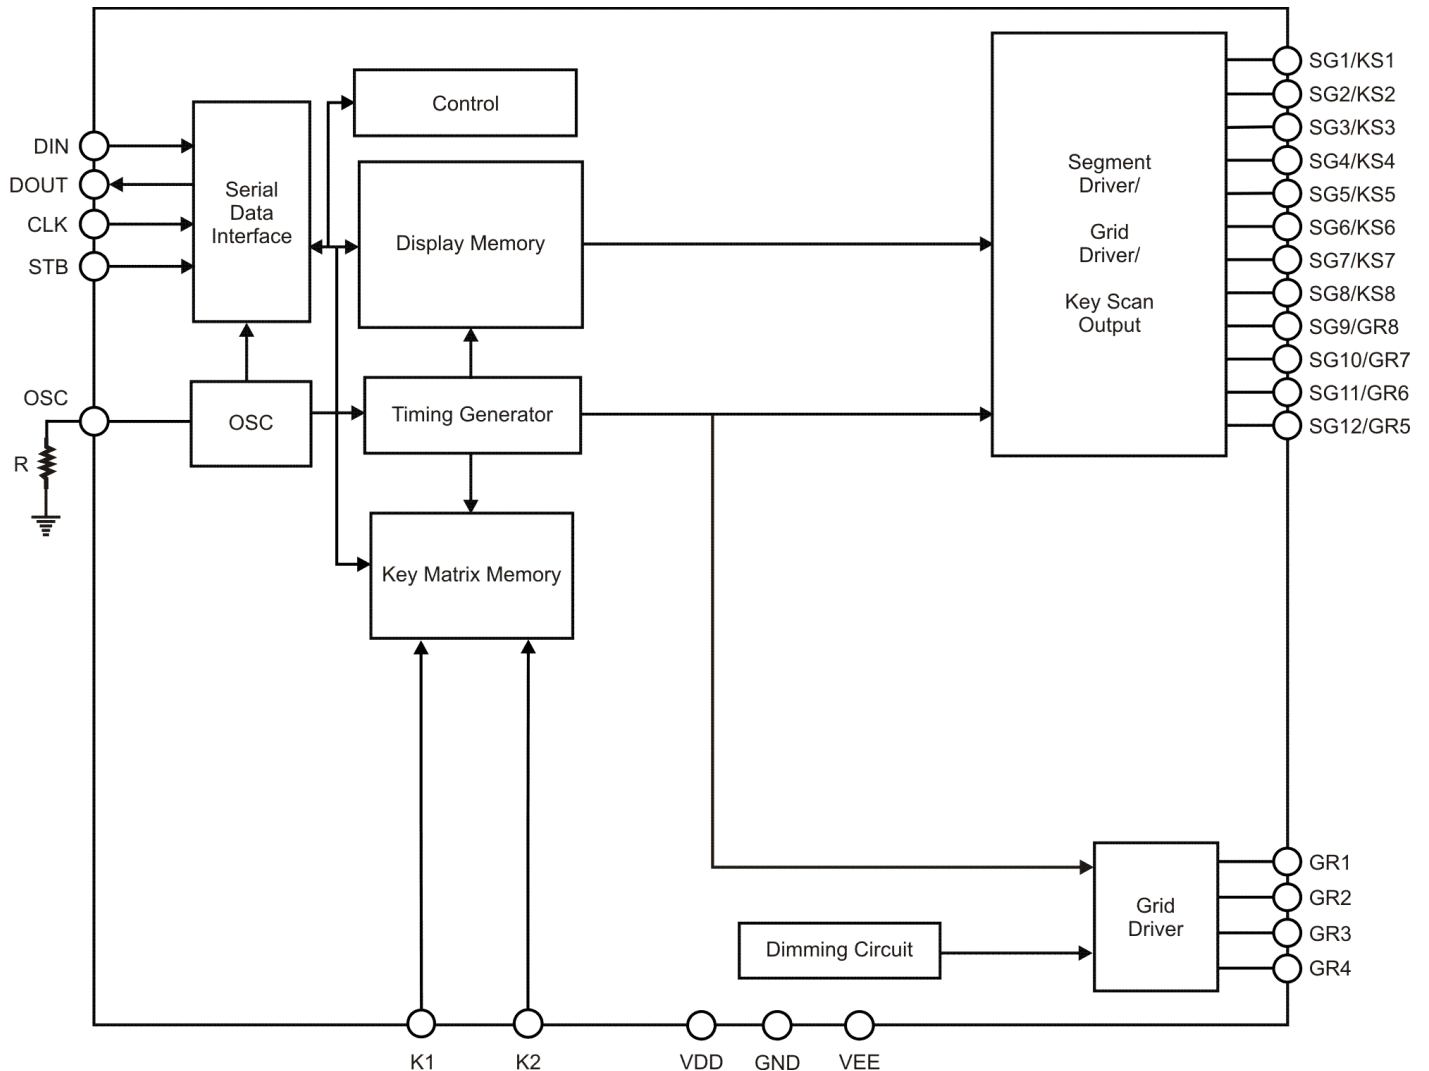 DIN
DOUT
CLK
STB
OSC
R
Serial
Data
Interface
OSC
Control
Display Memory
Timing Generator
Key Matrix Memory
Segment
Driver/
Grid
Driver/
Key Scan
Output
SG1/KS1
SG2/KS2
SG3/KS3
SG4/KS4
SG5/KS5
SG6/KS6
SG7/KS7
SG8/KS8
SG9/GR8
SG10/GR7
SG11/GR6
SG12/GR5
Dimming Circuit
Grid
Driver
GR1
GR2
GR3
GR4
K1
K2
VDD
GND
VEE